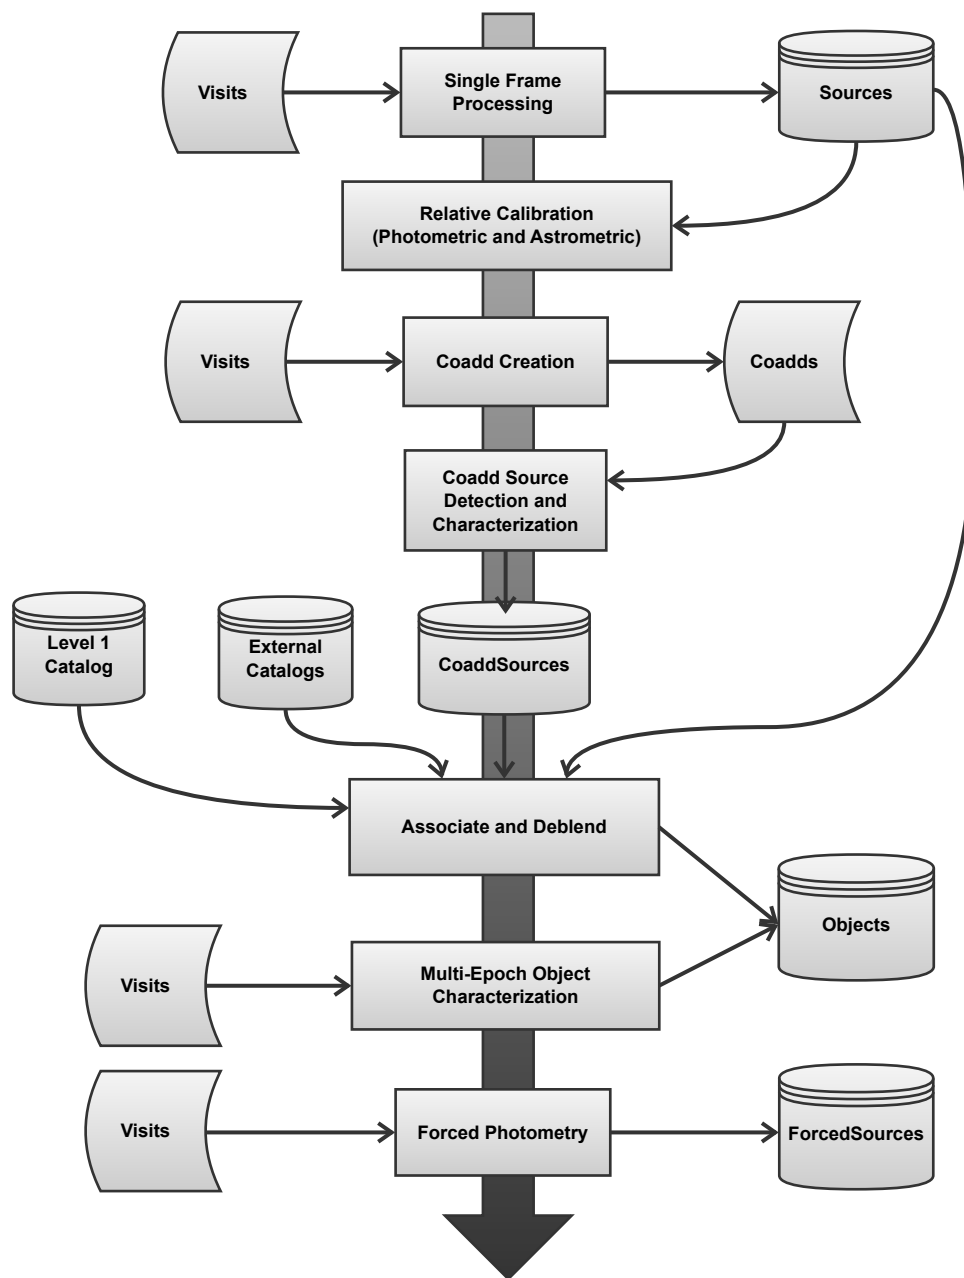 Visits
Single Frame
Processing
Sources
Relative Calibration
(Photometric and Astrometric)
Visits
Coadd Creation
Coadds
Coadd Source
Detection and
Characterization
Level 1
Catalog
External
Catalogs
CoaddSources
Associate and Deblend
Objects
Visits
Multi-Epoch Object
Characterization
Visits
Forced Photometry
ForcedSources